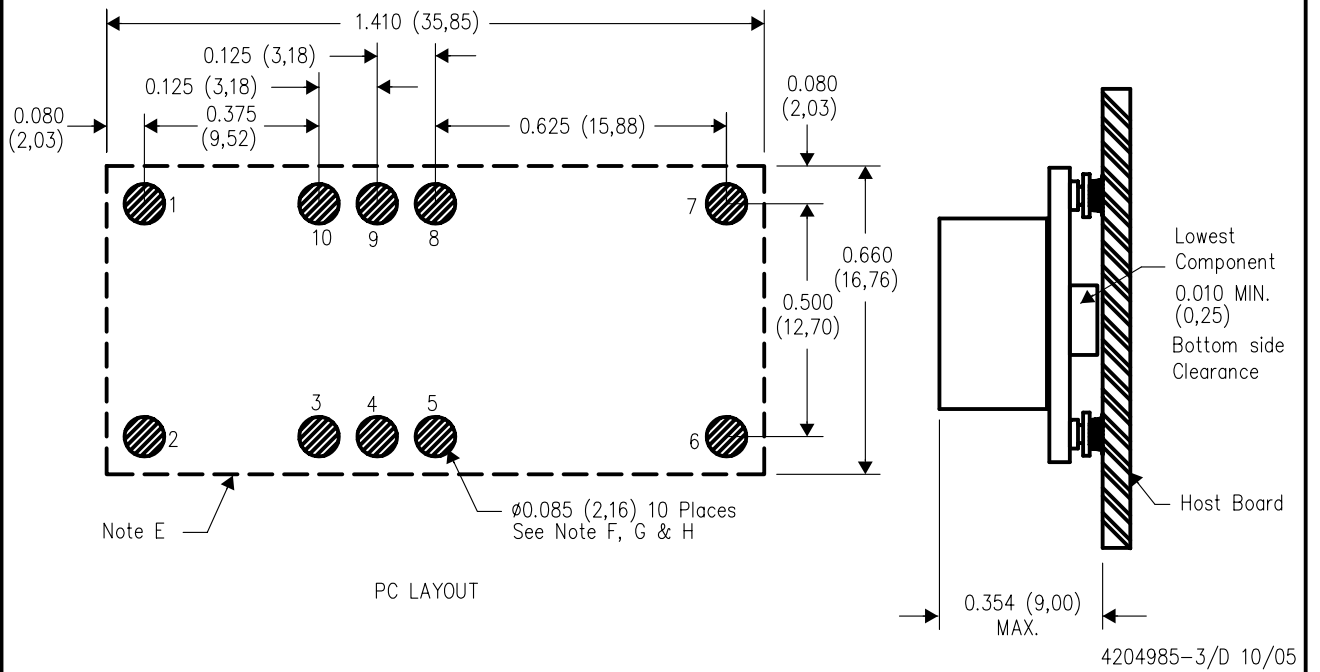 1.410 (35,85)
0.125 (3,18)
0.125 (3,18)
0.080
(2,03)
0.375
(9,52)
0.625 (15,88)
0.080
(2,03)
1
10
9
8
7
0.660
(16,76)
0.500
(12,70)
2
3
4
5
6
Note E
ø0.085 (2,16) 10 Places
See Note F, G & H
PC LAYOUT
Lowest
Component
0.010 MIN.
(0,25)
Bottom side
Clearance
Host Board
0.354 (9,00)
MAX.
4204985-3/D 10/05